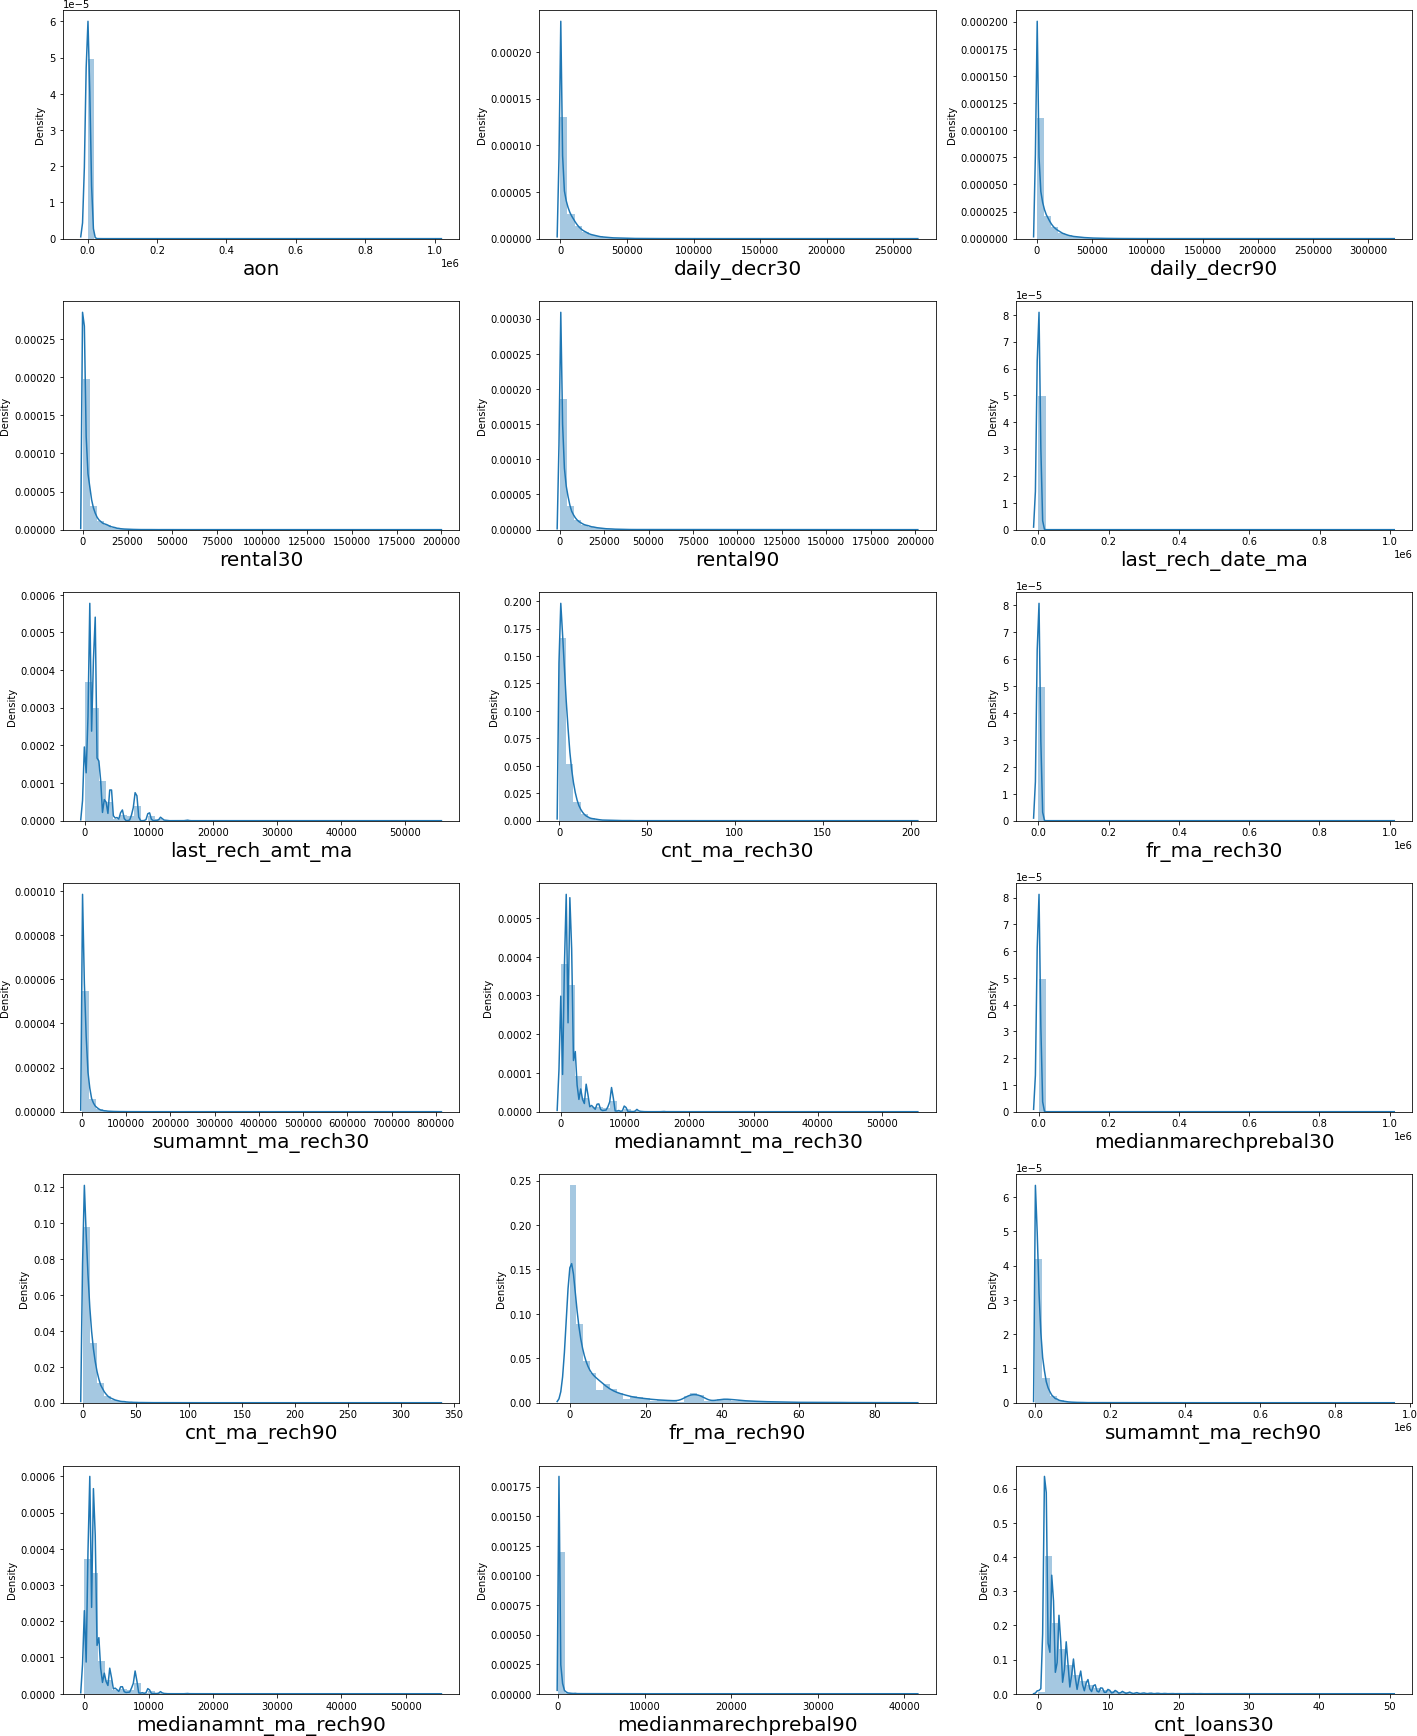 1e−5
6
5
4
3
2
1
0
Density
0.0 0.2 0.4 0.6 0.8 1.0
1e6
aon
0.00020
0.00015
0.00010
0.00005
0.00000
Density
0 50000 100000 150000 200000 250000
daily_decr30
0.000200
0.000175
0.000150
0.000125
0.000100
0.000075
0.000050
0.000025
0.000000
Density
0 50000 100000 150000 200000 250000 300000
daily_decr90
0.00025
0.00020
0.00015
0.00010
0.00005
0.00000
Density
0 25000 50000 75000 100000 125000 150000 175000 200000
rental30
0.00030
0.00025
0.00020
0.00015
0.00010
0.00005
0.00000
Density
0 25000 50000 75000 100000 125000 150000 175000 200000
rental90
1e−5
8
7
6
5
4
3
2
1
0
Density
0.0 0.2 0.4 0.6 0.8 1.0
1e6
last_rech_date_ma
0.0006
0.0005
0.0004
0.0003
0.0002
0.0001
0.0000
Density
0 10000 20000 30000 40000 50000
last_rech_amt_ma
0.200
0.175
0.150
0.125
0.100
0.075
0.050
0.025
0.000
Density
0 50 100 150 200
cnt_ma_rech30
1e−5
8
7
6
5
4
3
2
1
0
Density
0.0 0.2 0.4 0.6 0.8 1.0
1e6
fr_ma_rech30
0.00010
0.00008
0.00006
0.00004
0.00002
0.00000
Density
0 100000 200000 300000 400000 500000 600000 700000 800000
sumamnt_ma_rech30
0.0005
0.0004
0.0003
0.0002
0.0001
0.0000
Density
0 10000 20000 30000 40000 50000
medianamnt_ma_rech30
1e−5
8
7
6
5
4
3
2
1
0
Density
0.0 0.2 0.4 0.6 0.8 1.0
1e6
medianmarechprebal30
0.12
0.10
0.08
0.06
0.04
0.02
0.00
Density
0 50 100 150 200 250 300 350
cnt_ma_rech90
0.25
0.20
0.15
0.10
0.05
0.00
Density
0 20 40 60 80
fr_ma_rech90
1e−5
6
5
4
3
2
1
0
Density
0.0 0.2 0.4 0.6 0.8 1.0
1e6
sumamnt_ma_rech90
0.0006
0.0005
0.0004
0.0003
0.0002
0.0001
0.0000
Density
0 10000 20000 30000 40000 50000
medianamnt_ma_rech90
0.00175
0.00150
0.00125
0.00100
0.00075
0.00050
0.00025
0.00000
Density
0 10000 20000 30000 40000
medianmarechprebal90
0.6
0.5
0.4
0.3
0.2
0.1
0.0
Density
0 10 20 30 40 50
cnt_loans30